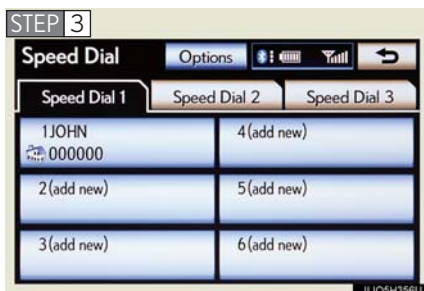 STEP 3
Speed Dial Options
Speed Dial 1 Speed Dial 2 Speed Dial 3
1JOHN 4(add new)
000000
2(add new) 5(add new)
3(add new) 6(add new)